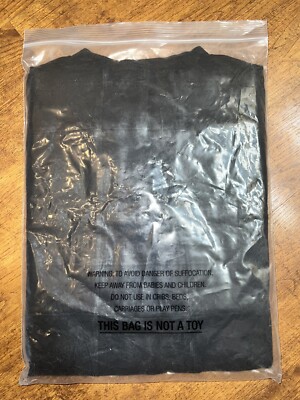 WARNING: TO AVOID DANGER OF SUFFOCATION,
KEEP AWAY FROM BABIES AND CHILDREN.
DO NOT USE IN CRIBS, BEDS,
CARRIAGES OR PLAY PENS.
THIS BAG IS NOT A TOY